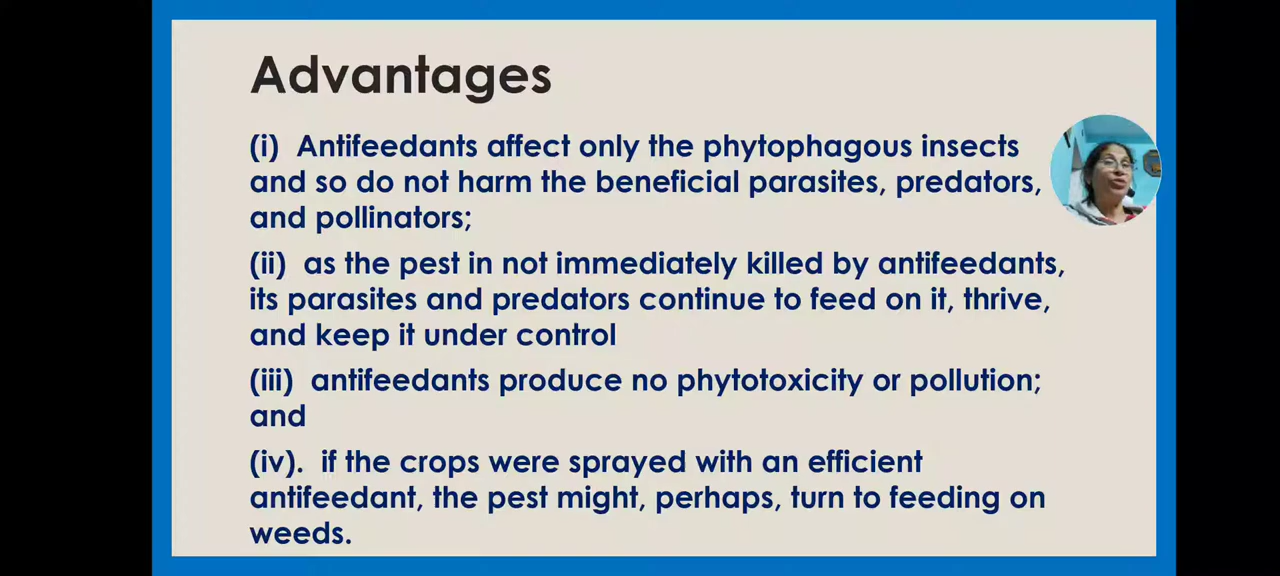 Advantages
(i) Antifeedants affect only the phytophagous insects
and so do not harm the beneficial parasites, predators,
and pollinators;
(ii) as the pest in not immediately killed by antifeedants,
its parasites and predators continue to feed on it, thrive,
and keep it under control
(iii) antifeedants produce no phytotoxicity or pollution;
and
(iv). if the crops were sprayed with an efficient
antifeedant, the pest might, perhaps, turn to feeding on
weeds.